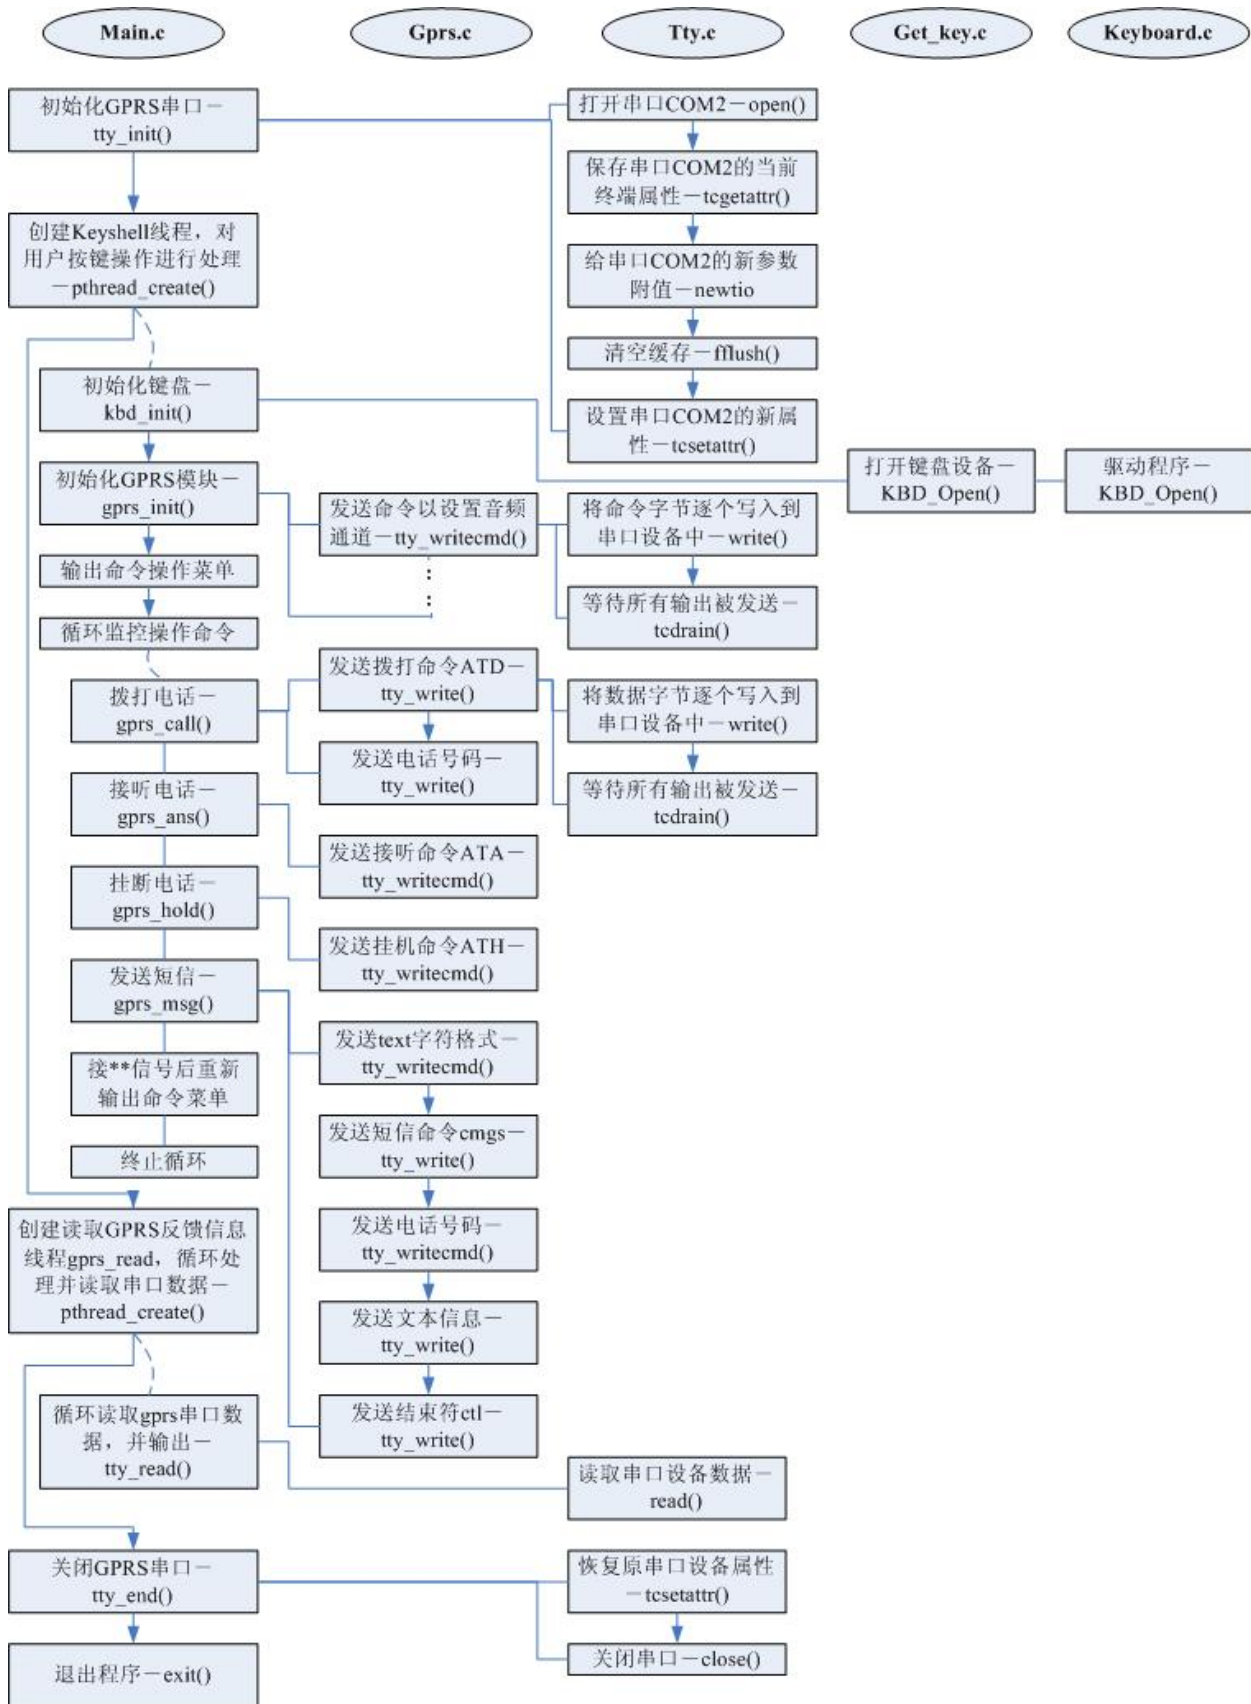 Main.c
Gprs.c
Tty.c
Get_key.c
Keyboard.c
初始化GPRS串口－
tty_init()
创建Keyshell线程，对
用户按键操作进行处理
－pthread_create()
初始化键盘－
kbd_init()
初始化GPRS模块－
gprs_init()
输出命令操作菜单
循环监控操作命令
拨打电话－
gprs_call()
接听电话－
gprs_ans()
挂断电话－
gprs_hold()
发送短信－
gprs_msg()
接**信号后重新
输出命令菜单
终止循环
创建读取GPRS反馈信息
线程gprs_read，循环处
理并读取串口数据－
pthread_create()
循环读取gprs串口数
据，并输出－
tty_read()
关闭GPRS串口－
tty_end()
退出程序－exit()
发送命令以设置音频
通道－tty_writecmd()
⋮
发送拨打命令ATD－
tty_write()
发送电话号码－
tty_write()
发送接听命令ATA－
tty_writecmd()
发送挂机命令ATH－
tty_writecmd()
发送text字符格式－
tty_writecmd()
发送短信命令cmgs－
tty_write()
发送电话号码－
tty_writecmd()
发送文本信息－
tty_write()
发送结束符ctl－
tty_write()
打开串口COM2－open()
保存串口COM2的当前
终端属性－tcgetattr()
给串口COM2的新参数
附值－newtio
清空缓存－fflush()
设置串口COM2的新属
性－tcsetattr()
将命令字节逐个写入到
串口设备中－write()
等待所有输出被发送－
tcdrain()
将数据字节逐个写入到
串口设备中－write()
等待所有输出被发送－
tcdrain()
读取串口设备数据－
read()
恢复原串口设备属性
－tcsetattr()
关闭串口－close()
打开键盘设备－
KBD_Open()
驱动程序－
KBD_Open()